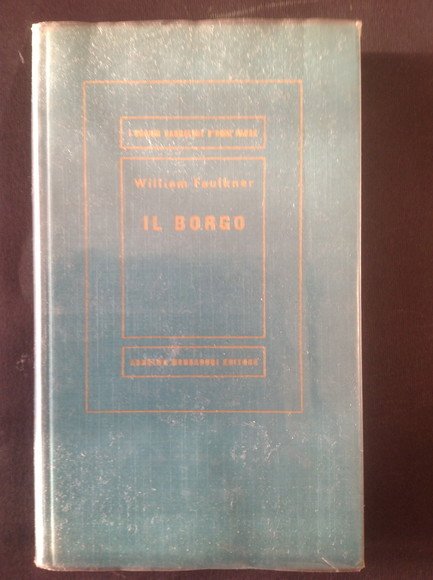 I GRANDI NARRATORI D'OGNI PAESE
William Faulkner
IL BORGO
ARNOLDO MONDADORI EDITORE